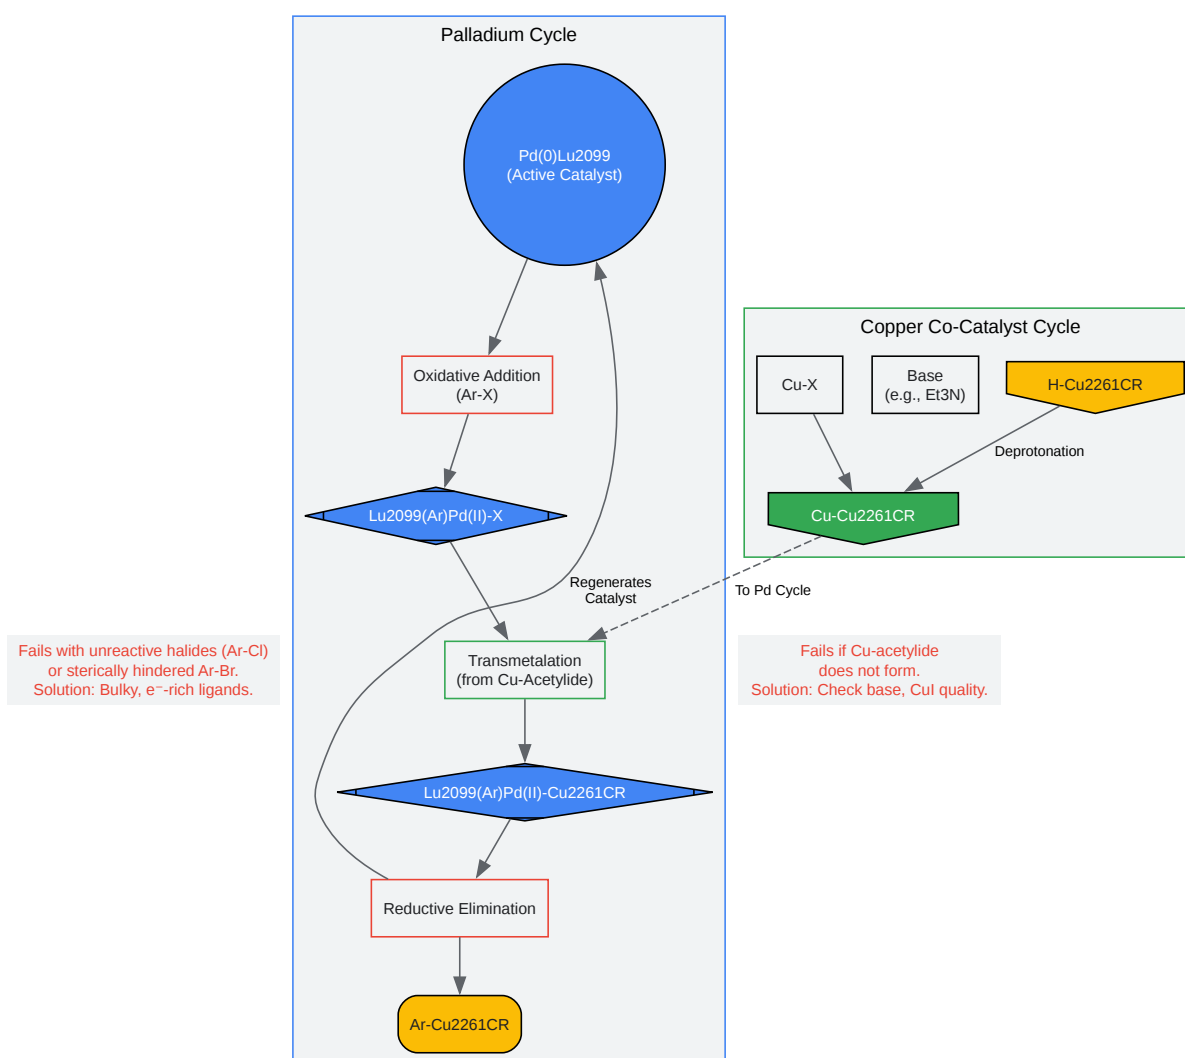 Palladium Cycle
Pd(0)Lu2099
(Active Catalyst)
Oxidative Addition
(Ar-X)
Lu2099(Ar)Pd(II)-X
Regenerates
Catalyst
Transmetalation
(from Cu-Acetylide)
Lu2099(Ar)Pd(II)-Cu2261CR
Reductive Elimination
Ar-Cu2261CR
Copper Co-Catalyst Cycle
Cu-X
Base
(e.g., Et3N)
H-Cu2261CR
Deprotonation
Cu-Cu2261CR
To Pd Cycle
Fails with unreactive halides (Ar-Cl)
or sterically hindered Ar-Br.
Solution: Bulky, e⁻-rich ligands.
Fails if Cu-acetylide
does not form.
Solution: Check base, CuI quality.